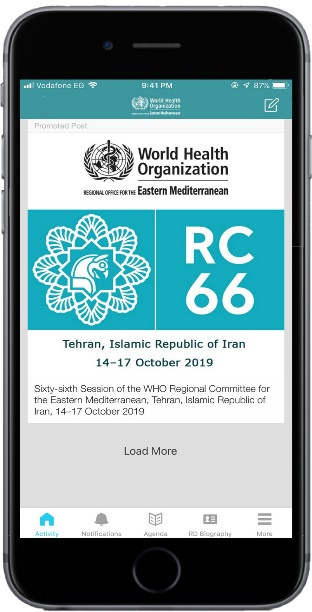 Vodafone EG 9:41 PM 87%
World Health
Organization
Promoted Post
World Health
Organization
REGIONAL OFFICE FOR THE Eastern Mediterranean
RC
66
Tehran, Islamic Republic of Iran
14–17 October 2019
Sixty-sixth Session of the WHO Regional Committee for
the Eastern Mediterranean, Tehran, Islamic Republic of
Iran, 14–17 October 2019
Load More
Activity Notifications Agenda RD Biography More